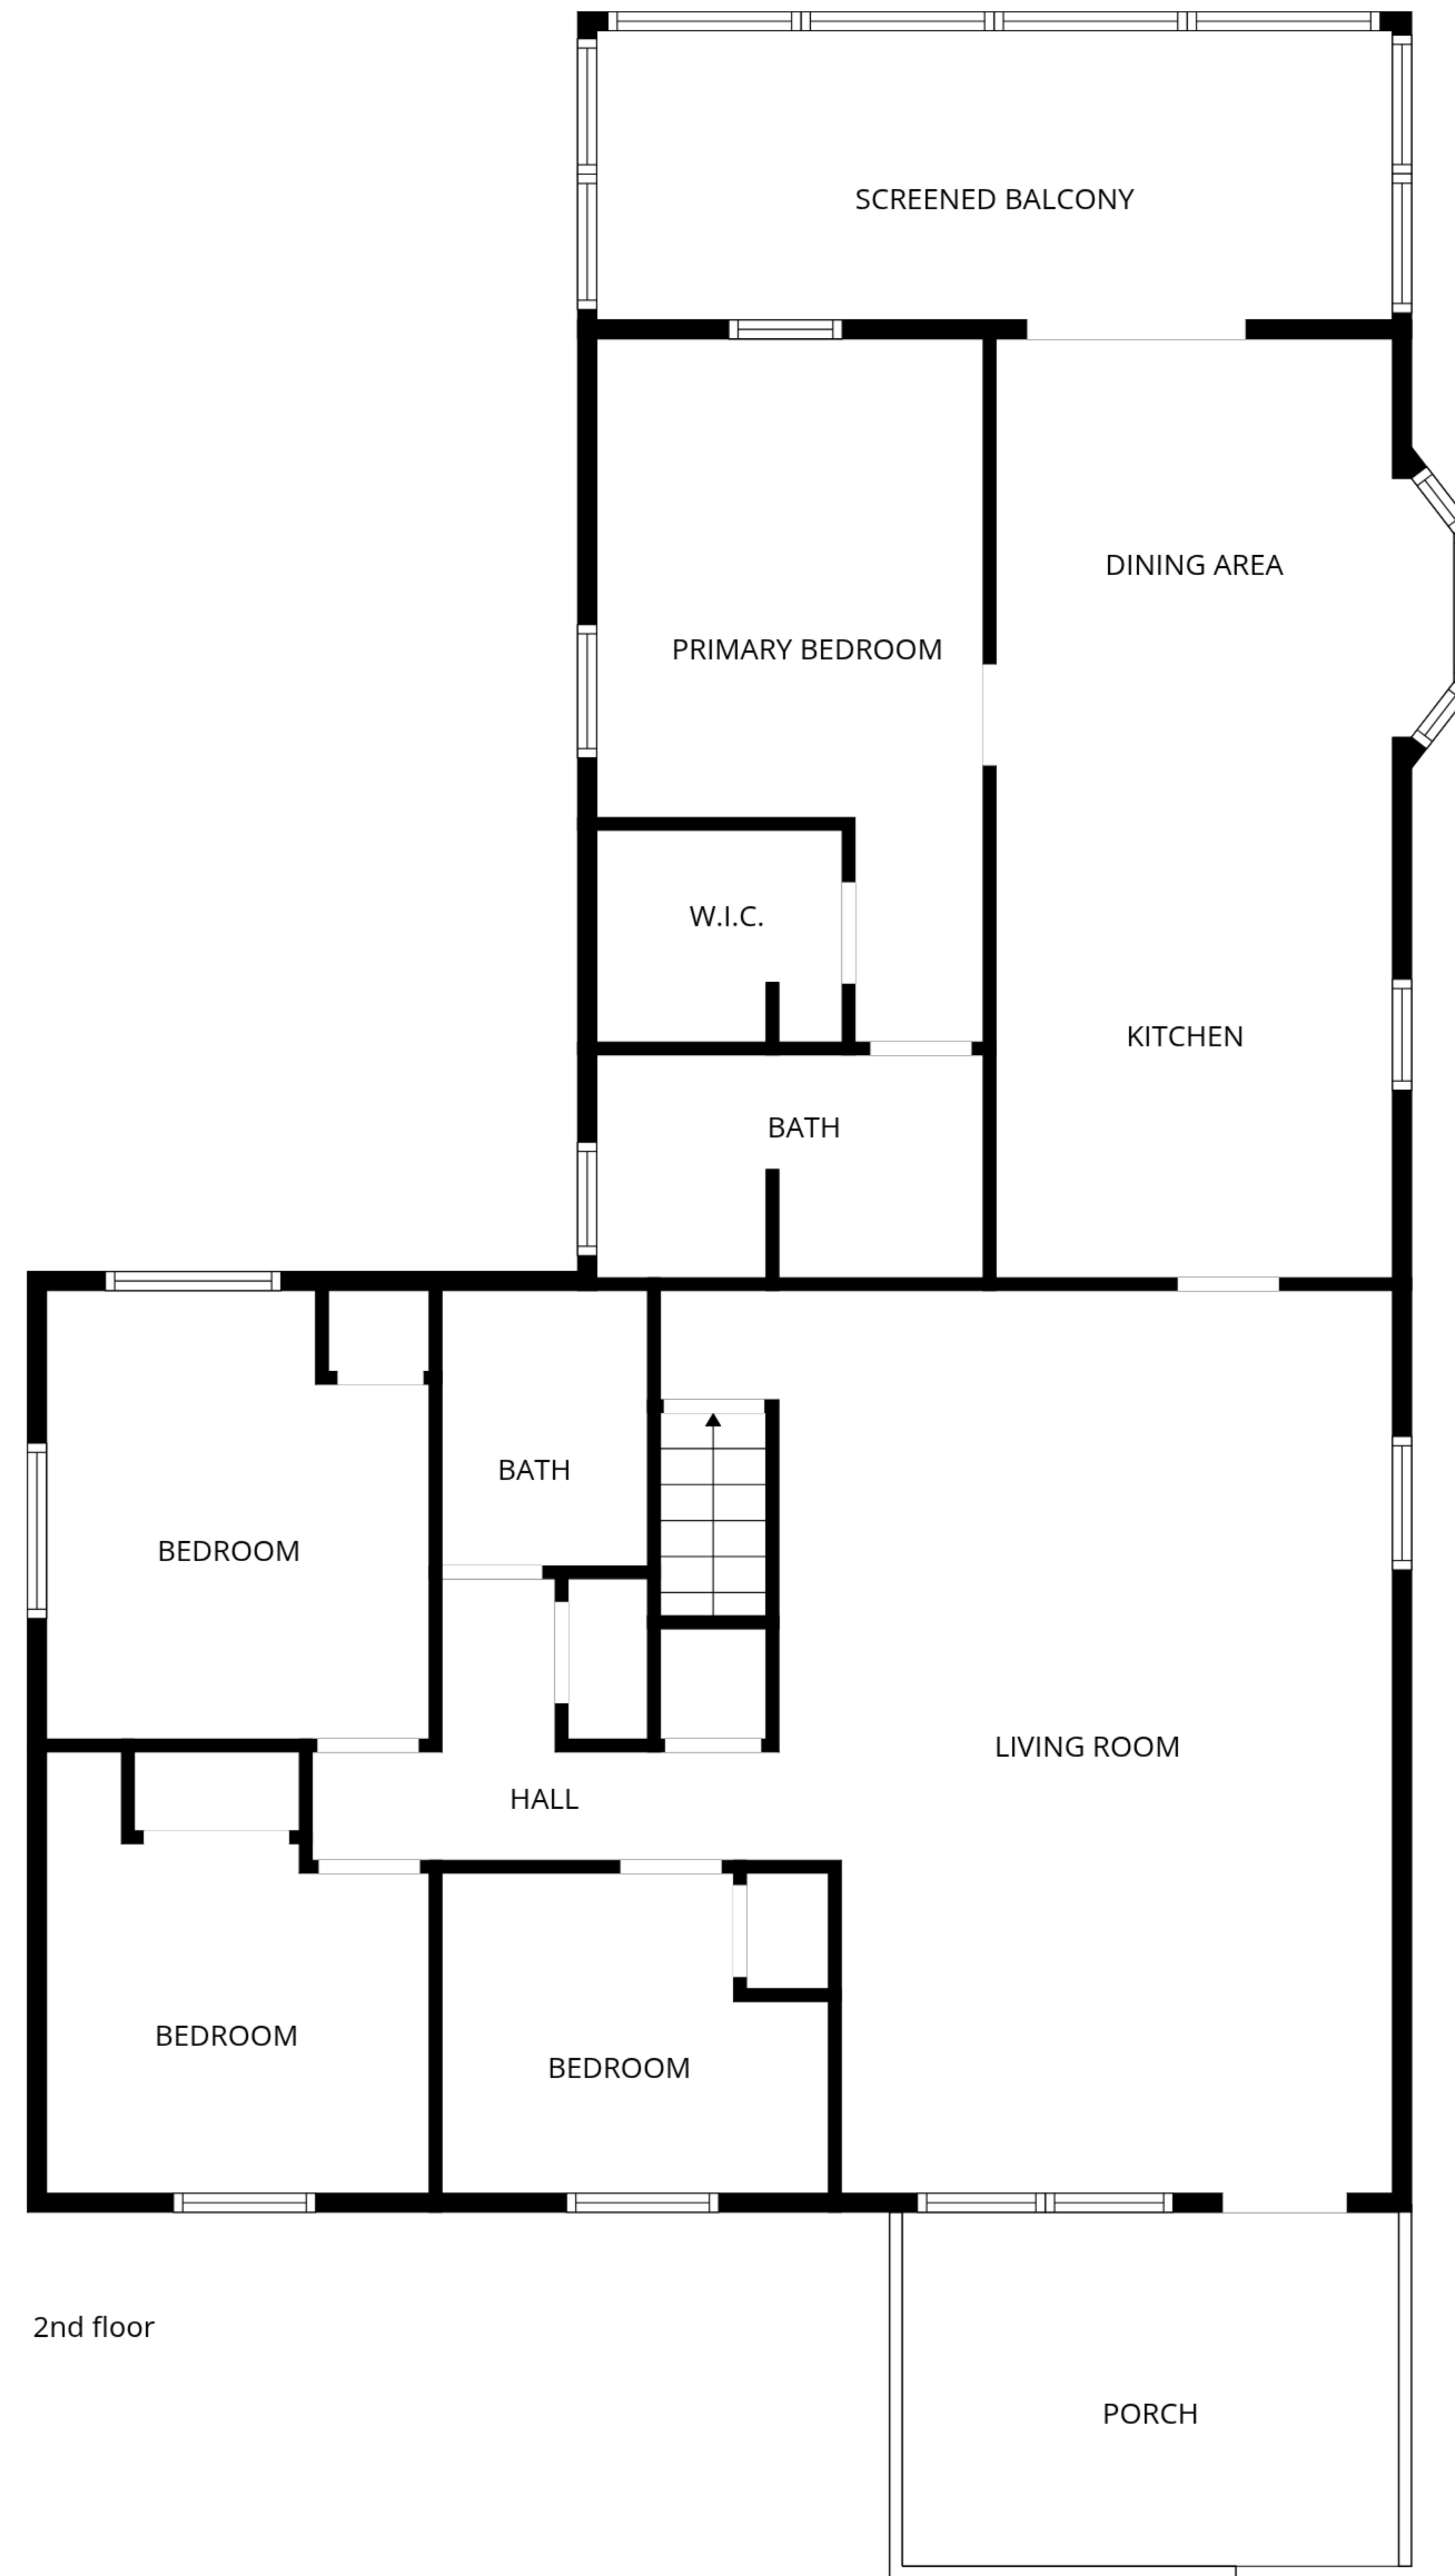 SCREENED BALCONY
DINING AREA
PRIMARY BEDROOM
W.I.C.
KITCHEN
BATH
BATH
BEDROOM
LIVING ROOM
HALL
BEDROOM
BEDROOM
2nd floor
PORCH